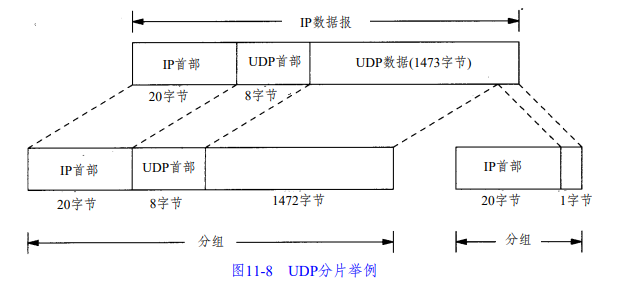 IP数据报
IP首部 UDP首部 UDP数据(1473字节)
20字节 8字节
IP首部 UDP首部 IP首部
20字节 8字节 1472字节 20字节 1字节
分组 分组
图11-8 UDP分片举例